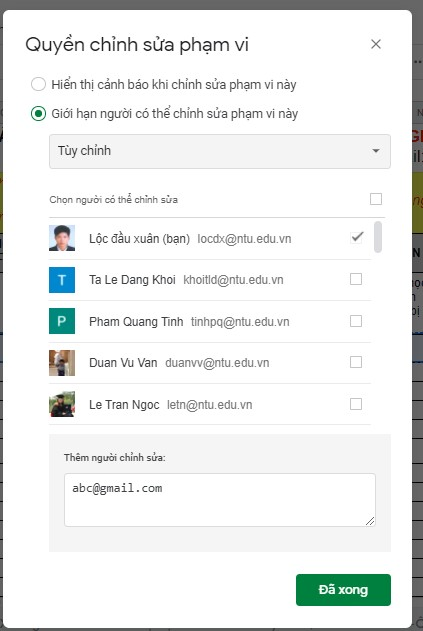 Quyền chỉnh sửa phạm vi
Hiển thị cảnh báo khi chỉnh sửa phạm vi này
Giới hạn người có thể chỉnh sửa phạm vi này
Tùy chỉnh
Chọn người có thể chỉnh sửa
Lộc đầu xuân (bạn) locdx@ntu.edu.vn
T Ta Le Dang Khoi khoitld@ntu.edu.vn
P Pham Quang Tinh tinhpq@ntu.edu.vn
Duan Vu Van duanvv@ntu.edu.vn
Le Tran Ngoc letn@ntu.edu.vn
Thêm người chỉnh sửa:
abc@gmail.com
Đã xong